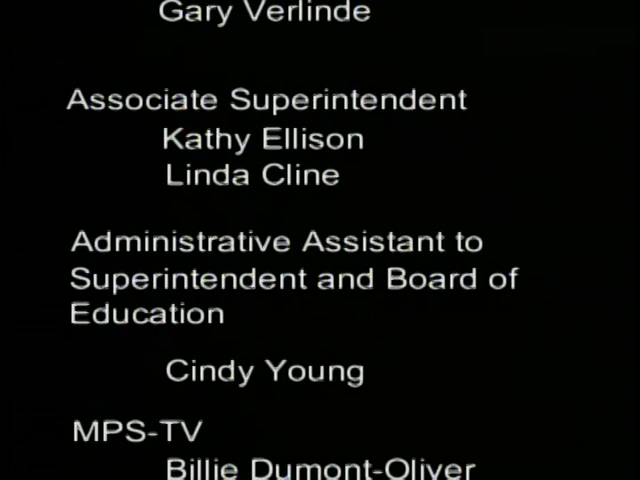 Gary Verlinde
Associate Superintendent
Kathy Ellison
Linda Cline
Administrative Assistant to
Superintendent and Board of
Education
Cindy Young
MPS-TV
Billie Dumont-Oliver